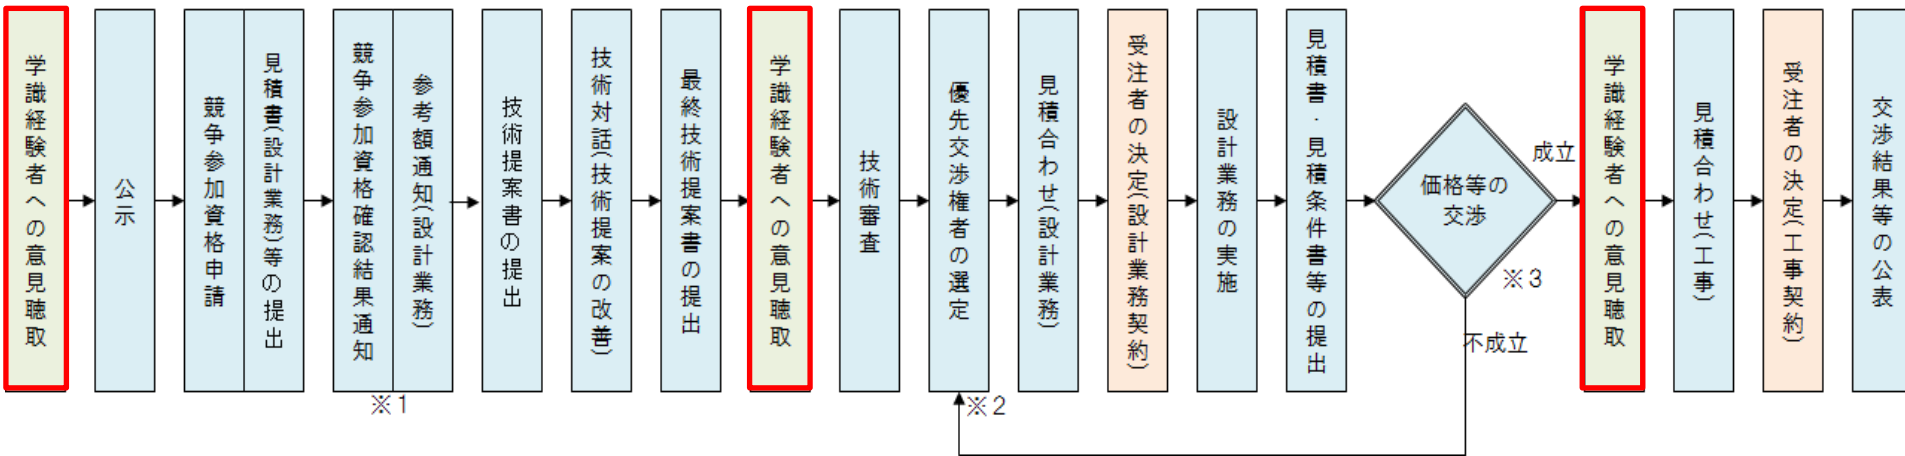 学識経験者への意見聴取
公示
競争参加資格申請
見積書(設計業務)等の提出
競争参加資格確認結果通知
参考額通知(設計業務)
※1
技術提案書の提出
技術対話(技術提案の改善)
最終技術提案書の提出
学識経験者への意見聴取
技術審査
優先交渉権者の選定
※2
見積合わせ(設計業務)
受注者の決定(設計業務契約)
設計業務の実施
見積書・見積条件書等の提出
価格等の
交渉
※3
成立
不成立
学識経験者への意見聴取
見積合わせ(工事)
受注者の決定(工事契約)
交渉結果等の公表